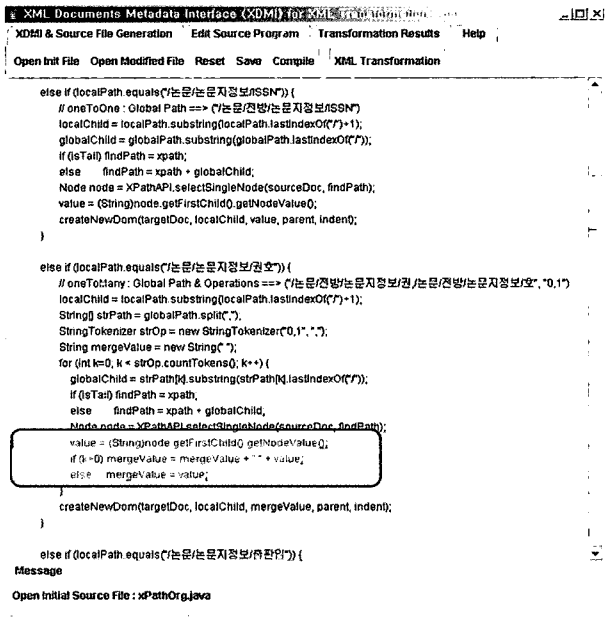 XML Documents Metadata Interface (XDMI) for XML
XDMI & Source File Generation Edit Source Program Transformation Results Help
Open Init File Open Modified File Reset Save Compile XML Transformation
else if (localPath.equals("/논문/논문지정보/ISSN")) {
// oneToOne : Global Path ==> ("/논문/전방/논문지정보/ISSN")
localChild = localPath.substring(localPath.lastIndexOf("/")+1);
globalChild = globalPath.substring(globalPath.lastIndexOf("/"));
if (isTail) findPath = xpath;
else findPath = xpath + globalChild;
Node node = XPathAPI.selectSingleNode(sourceDoc, findPath);
value = (String)node.getFirstChild().getNodeValue();
createNewDom(targetDoc, localChild, value, parent, indent);
}
else if (localPath.equals("/논문/논문지정보/권호")) {
// oneToMany : Global Path & Operations ==> ("/논문/전방/논문지정보/권,/논문/전방/논문지정보/호", "0,1")
localChild = localPath.substring(localPath.lastIndexOf("/")+1);
String[] strPath = globalPath.split(",");
StringTokenizer strOp = new StringTokenizer("0,1", ",");
String mergeValue = new String(" ");
for (int k=0; k < strOp.countTokens(); k++) {
globalChild = strPath[k].substring(strPath[k].lastIndexOf("/"));
if (isTail) findPath = xpath;
else findPath = xpath + globalChild;
Node node = XPathAPI.selectSingleNode(sourceDoc, findPath);
value = (String)node.getFirstChild().getNodeValue();
if (k>0) mergeValue = mergeValue + " " + value;
else mergeValue = value;
}
createNewDom(targetDoc, localChild, mergeValue, parent, indent);
}
else if (localPath.equals("/논문/논문지정보/출판일")) {
Message
Open Initial Source File : xPathOrg.java